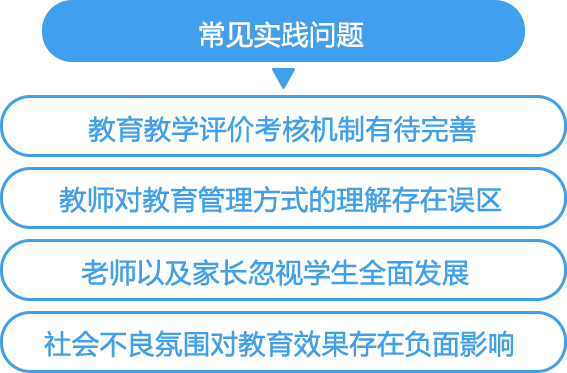 常见实践问题
教育教学评价考核机制有待完善
教师对教育管理方式的理解存在误区
老师以及家长忽视学生全面发展
社会不良氛围对教育效果存在负面影响